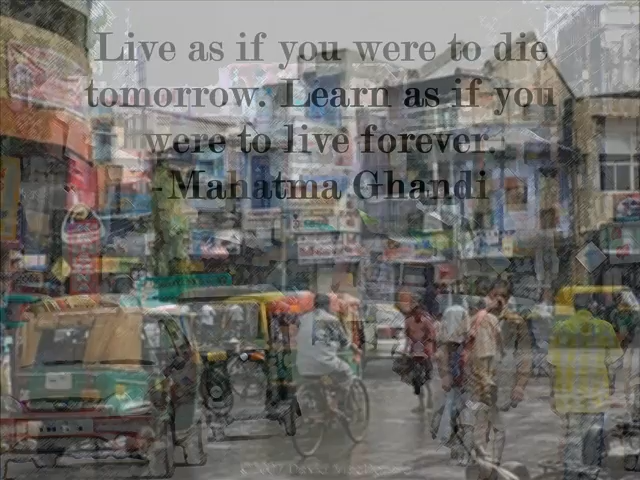 Live as if you were to die
tomorrow. Learn as if you
were to live forever.
-Mahatma Ghandi